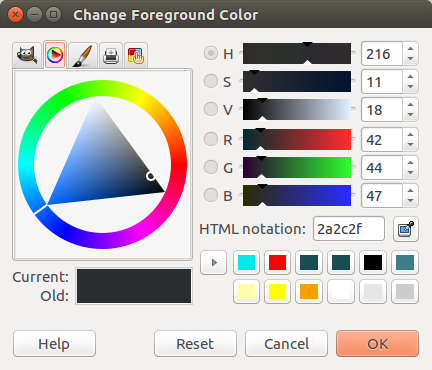 Change Foreground Color
H 216
S 11
V 18
R 42
G 44
B 47
HTML notation: 2a2c2f
Current:
Old:
Help Reset Cancel OK